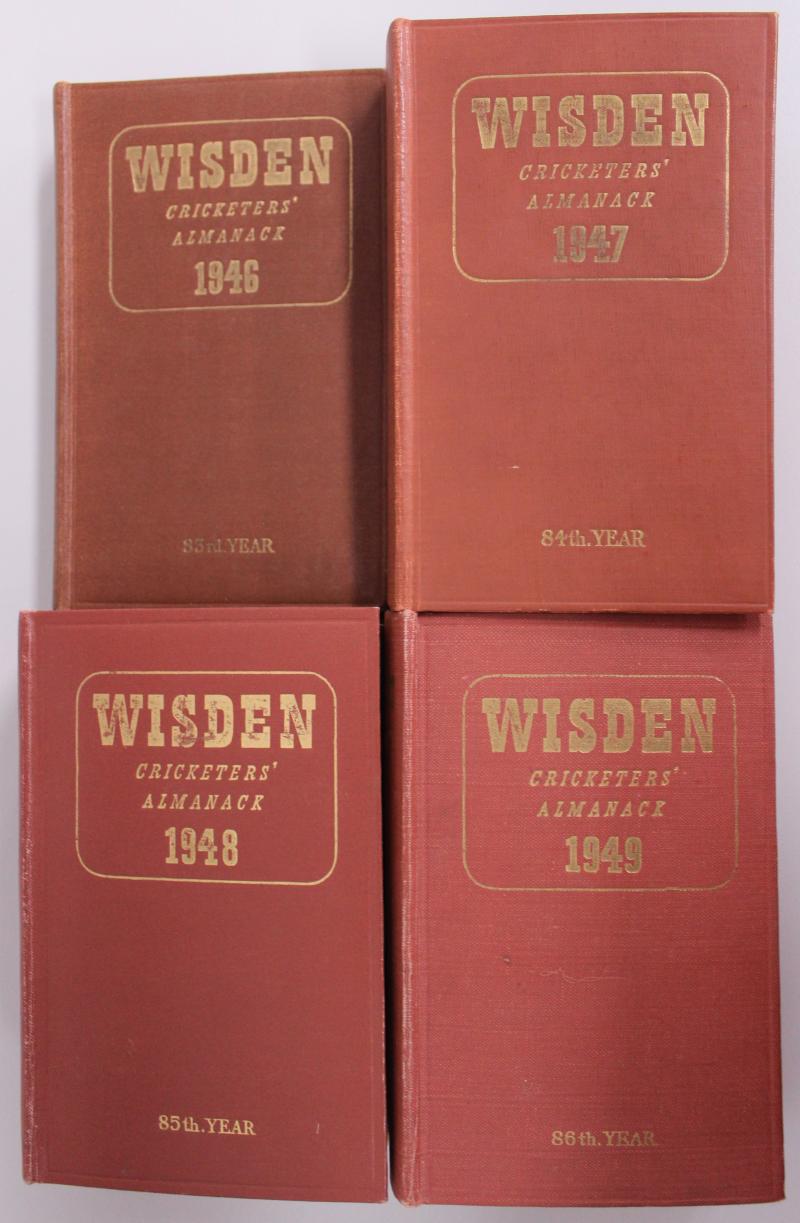 WISDEN
CRICKETERS'
ALMANACK
1946
83rd.YEAR
WISDEN
CRICKETERS'
ALMANACK
1947
84th.YEAR
WISDEN
CRICKETERS'
ALMANACK
1948
85th.YEAR
WISDEN
CRICKETERS'
ALMANACK
1949
86th.YEAR